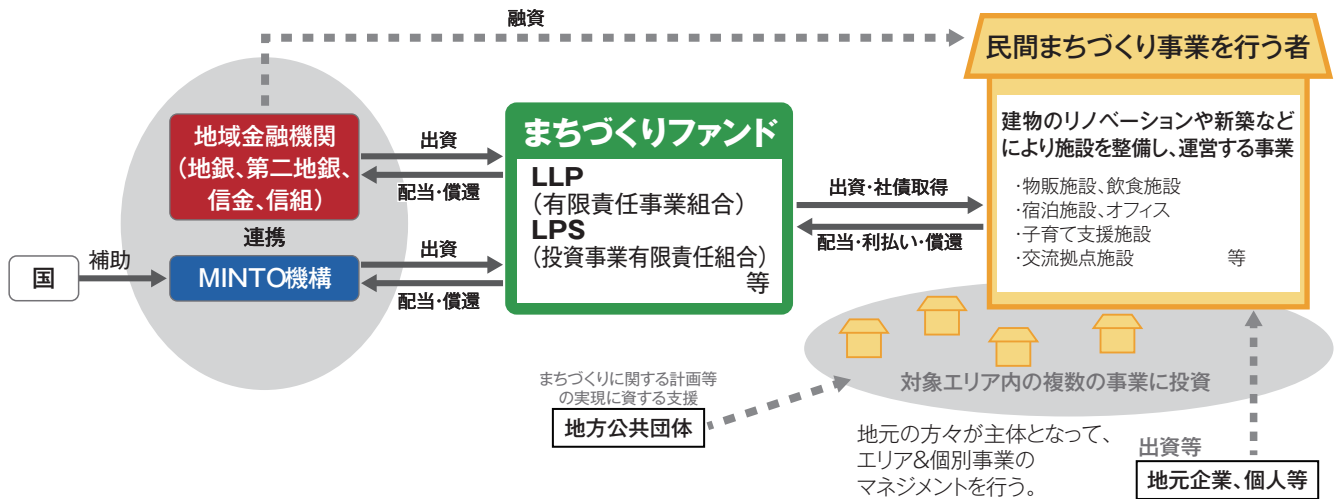 融資
民間まちづくり事業を行う者
地域金融機関
(地銀、第二地銀、
信金、信組)
連携
MINTO機構
国
補助
出資
配当・償還
出資
配当・償還
まちづくりファンド
LLP
(有限責任事業組合)
LPS
(投資事業有限責任組合)
等
出資・社債取得
配当・利払い・償還
建物のリノベーションや新築など
により施設を整備し、運営する事業
・物販施設、飲食施設
・宿泊施設、オフィス
・子育て支援施設
・交流拠点施設 等
対象エリア内の複数の事業に投資
まちづくりに関する計画等
の実現に資する支援
地方公共団体
地元の方々が主体となって、
エリア&個別事業の
マネジメントを行う。
出資等
地元企業、個人等